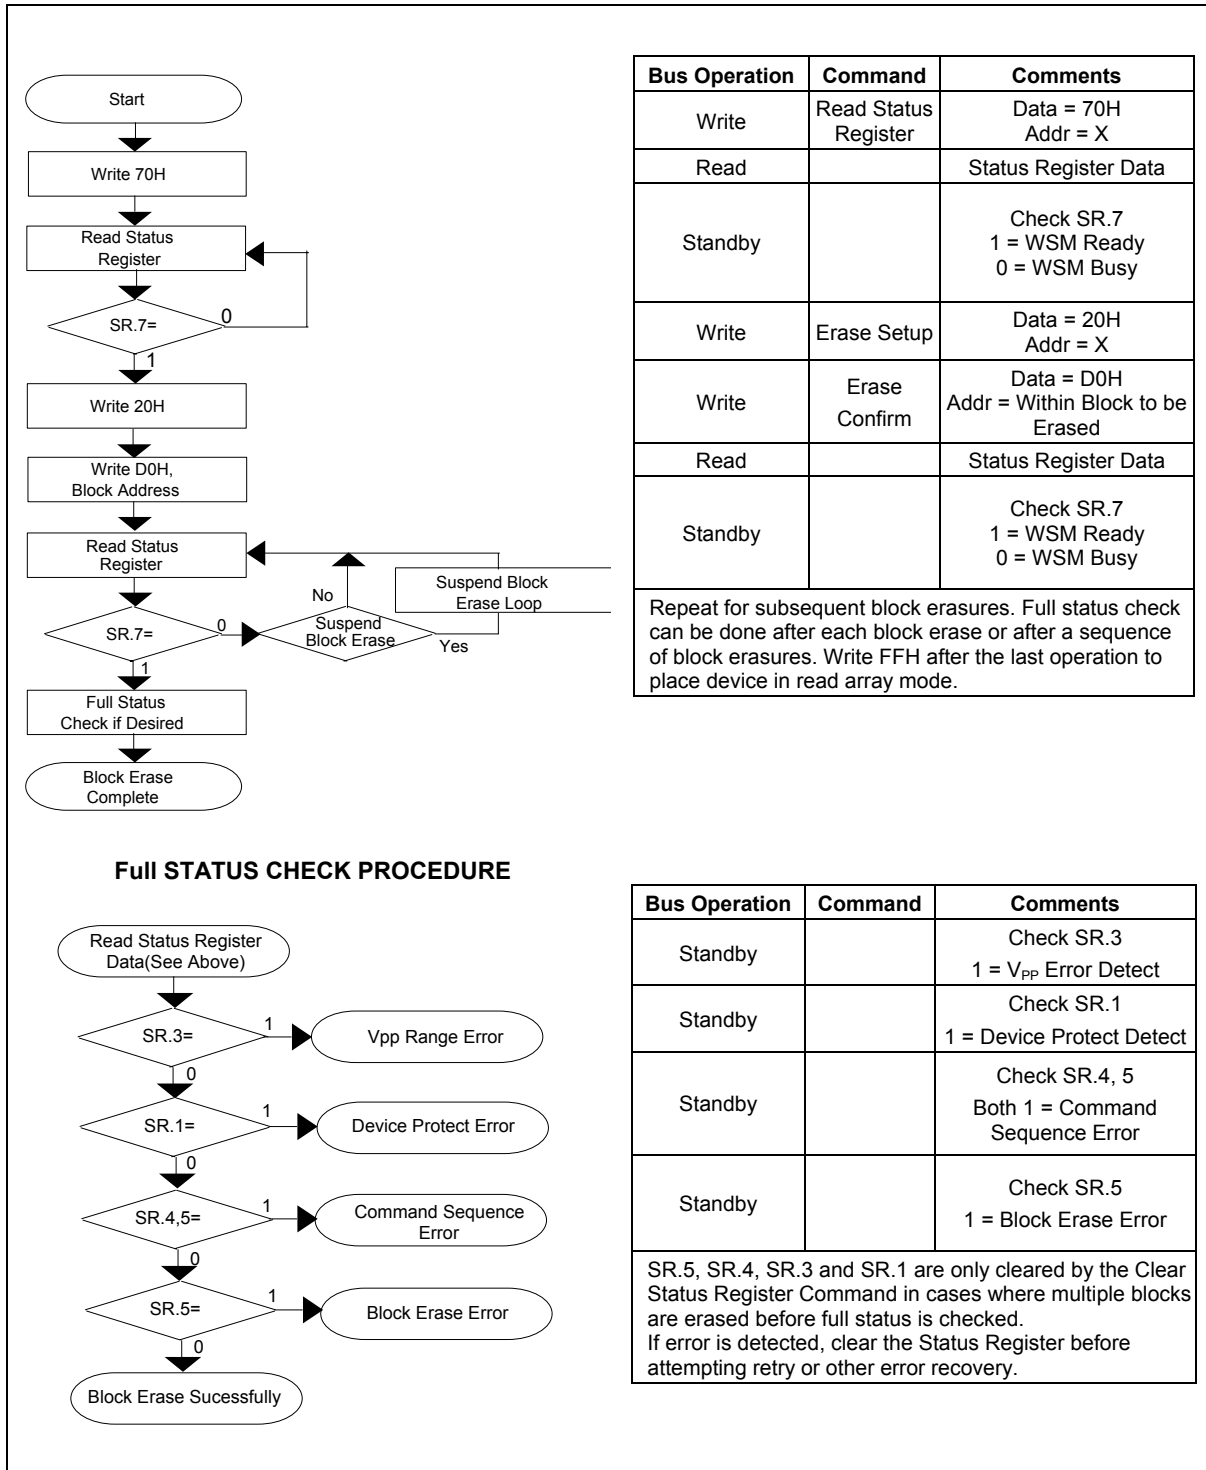 Start
Write 70H
Read Status
Register
SR.7=
0
1
Write 20H
Write D0H,
Block Address
Read Status
Register
SR.7=
0
1
No
Suspend
Block Erase
Yes
Suspend Block
Erase Loop
Full Status
Check if Desired
Block Erase
Complete
Bus Operation Command Comments
Write
Read Status
Register
Data = 70H
Addr = X
Read
Status Register Data
Standby
Check SR.7
1 = WSM Ready
0 = WSM Busy
Write
Erase Setup
Data = 20H
Addr = X
Write
Erase
Confirm
Data = D0H
Addr = Within Block to be
Erased
Read
Status Register Data
Standby
Check SR.7
1 = WSM Ready
0 = WSM Busy
Repeat for subsequent block erasures. Full status check
can be done after each block erase or after a sequence
of block erasures. Write FFH after the last operation to
place device in read array mode.
Full STATUS CHECK PROCEDURE
Read Status Register
Data(See Above)
SR.3=
1
Vpp Range Error
0
SR.1=
1
Device Protect Error
0
SR.4,5=
1
Command Sequence
Error
0
SR.5=
1
Block Erase Error
0
Block Erase Sucessfully
Bus Operation Command Comments
Standby
Check SR.3
1 = VPP Error Detect
Standby
Check SR.1
1 = Device Protect Detect
Standby
Check SR.4, 5
Both 1 = Command
Sequence Error
Standby
Check SR.5
1 = Block Erase Error
SR.5, SR.4, SR.3 and SR.1 are only cleared by the Clear
Status Register Command in cases where multiple blocks
are erased before full status is checked.
If error is detected, clear the Status Register before
attempting retry or other error recovery.